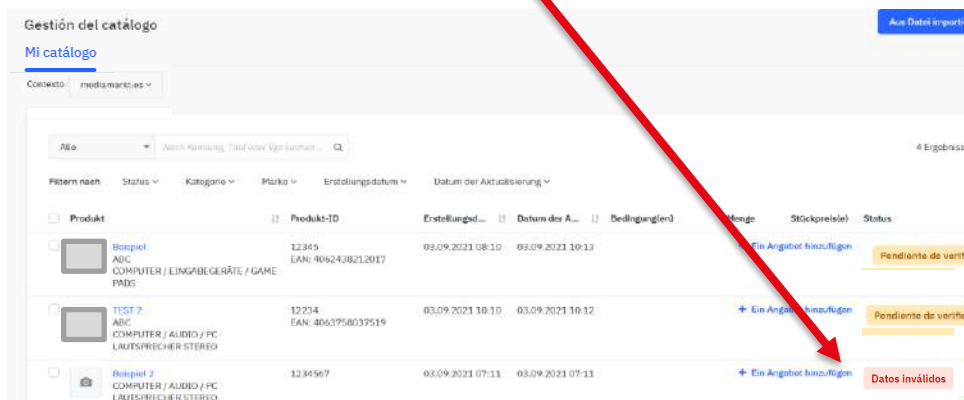 Gestión del catálogo
Aus Datei importi
Mi catálogo
Contexto mediamarkt.es
Alle
4 Ergebniss
Filtern nach Status Kategorie Marke Erstellungsdatum Datum der Aktualisierung
Produkt Produkt-ID Erstellungsd... Datum der A... Bedingung(en) Menge Stückpreis(e) Status
Beispiel 12345 03.09.2021 08:10 03.09.2021 10:13 + Ein Angebot hinzufügen Pendiente de verifi
ABC EAN: 4062438212017
COMPUTER / EINGABEGERÄTE / GAME
PADS
TEST 2 12234 03.09.2021 10:10 03.09.2021 10:12 + Ein Angebot hinzufügen Pendiente de verific
ABC EAN: 4063758037519
COMPUTER / AUDIO / PC
LAUTSPRECHER STEREO
Beispiel 2 1234567 03.09.2021 07:11 03.09.2021 07:11 + Ein Angebot hinzufügen Datos inválidos
COMPUTER / AUDIO / PC
LAUTSPRECHER STEREO